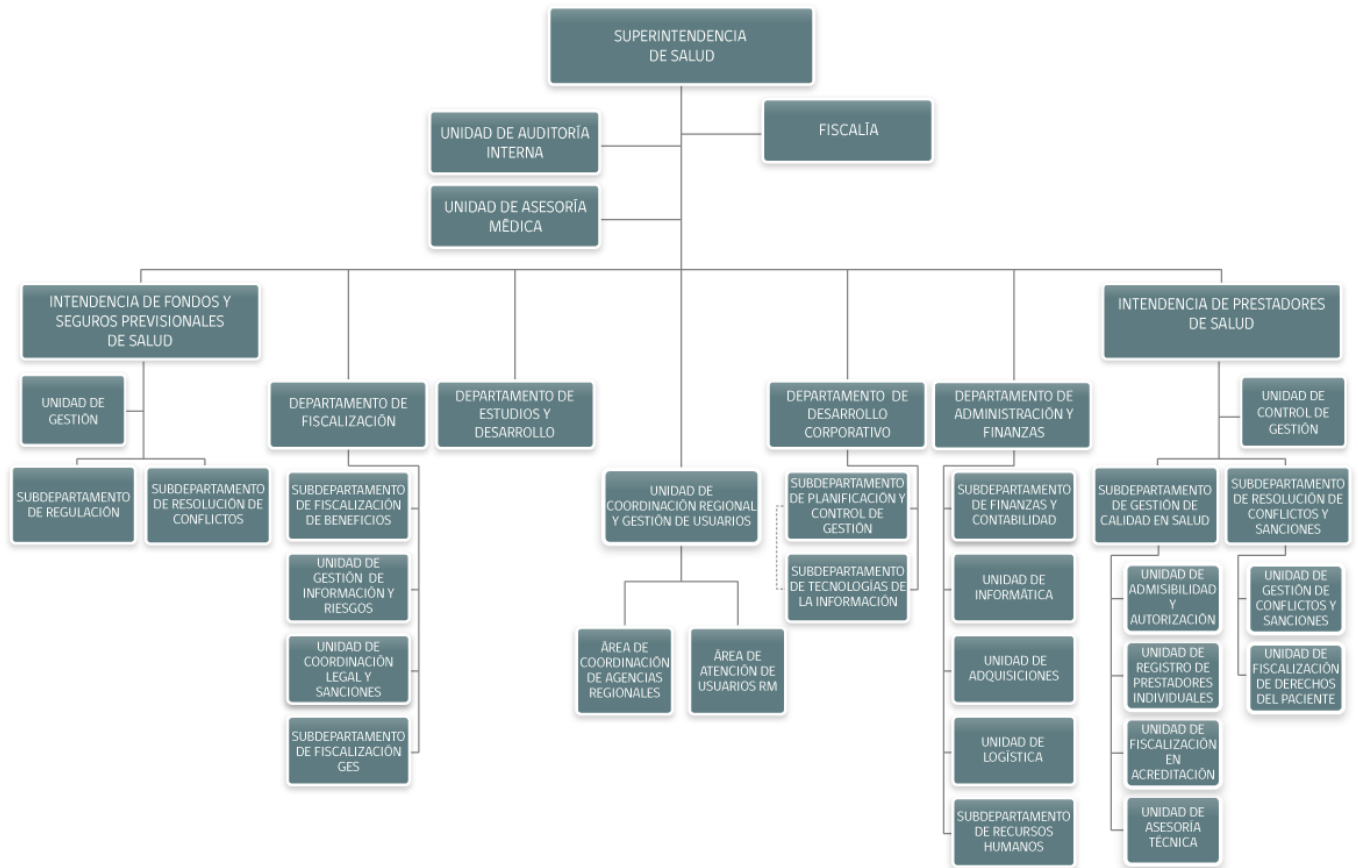 SUPERINTENDENCIA
DE SALUD
UNIDAD DE AUDITORÍA
INTERNA
FISCALÍA
UNIDAD DE ASESORÍA
MÉDICA
INTENDENCIA DE FONDOS Y
SEGUROS PREVISIONALES
DE SALUD
INTENDENCIA DE PRESTADORES
DE SALUD
UNIDAD DE
GESTIÓN
DEPARTAMENTO DE
FISCALIZACIÓN
DEPARTAMENTO DE
ESTUDIOS Y
DESARROLLO
DEPARTAMENTO DE
DESARROLLO
CORPORATIVO
DEPARTAMENTO DE
ADMINISTRACIÓN Y
FINANZAS
UNIDAD DE
CONTROL DE
GESTIÓN
SUBDEPARTAMENTO
DE REGULACIÓN
SUBDEPARTAMENTO
DE RESOLUCIÓN DE
CONFLICTOS
SUBDEPARTAMENTO
DE FISCALIZACIÓN
DE BENEFICIOS
UNIDAD DE
COORDINACIÓN REGIONAL
Y GESTIÓN DE USUARIOS
SUBDEPARTAMENTO
DE PLANIFICACIÓN Y
CONTROL DE
GESTIÓN
SUBDEPARTAMENTO
DE FINANZAS Y
CONTABILIDAD
SUBDEPARTAMENTO
DE GESTIÓN DE
CALIDAD EN SALUD
SUBDEPARTAMENTO
DE RESOLUCIÓN DE
CONFLICTOS Y
SANCIONES
UNIDAD DE
GESTIÓN DE
INFORMACIÓN Y
RIESGOS
SUBDEPARTAMENTO
DE TECNOLOGÍAS DE
LA INFORMACIÓN
UNIDAD DE
INFORMÁTICA
UNIDAD DE
ADMISIBILIDAD
Y
AUTORIZACIÓN
UNIDAD DE
GESTIÓN DE
CONFLICTOS Y
SANCIONES
UNIDAD DE
COORDINACIÓN
LEGAL Y
SANCIONES
ÁREA DE
COORDINACIÓN
DE AGENCIAS
REGIONALES
ÁREA DE
ATENCIÓN DE
USUARIOS RM
UNIDAD DE
ADQUISICIONES
UNIDAD DE
REGISTRO DE
PRESTADORES
INDIVIDUALES
UNIDAD DE
FISCALIZACIÓN
DE DERECHOS
DEL PACIENTE
SUBDEPARTAMENTO
DE FISCALIZACIÓN
GES
UNIDAD DE
LOGÍSTICA
UNIDAD DE
FISCALIZACIÓN
EN
ACREDITACIÓN
SUBDEPARTAMENTO
DE RECURSOS
HUMANOS
UNIDAD DE
ASESORÍA
TÉCNICA